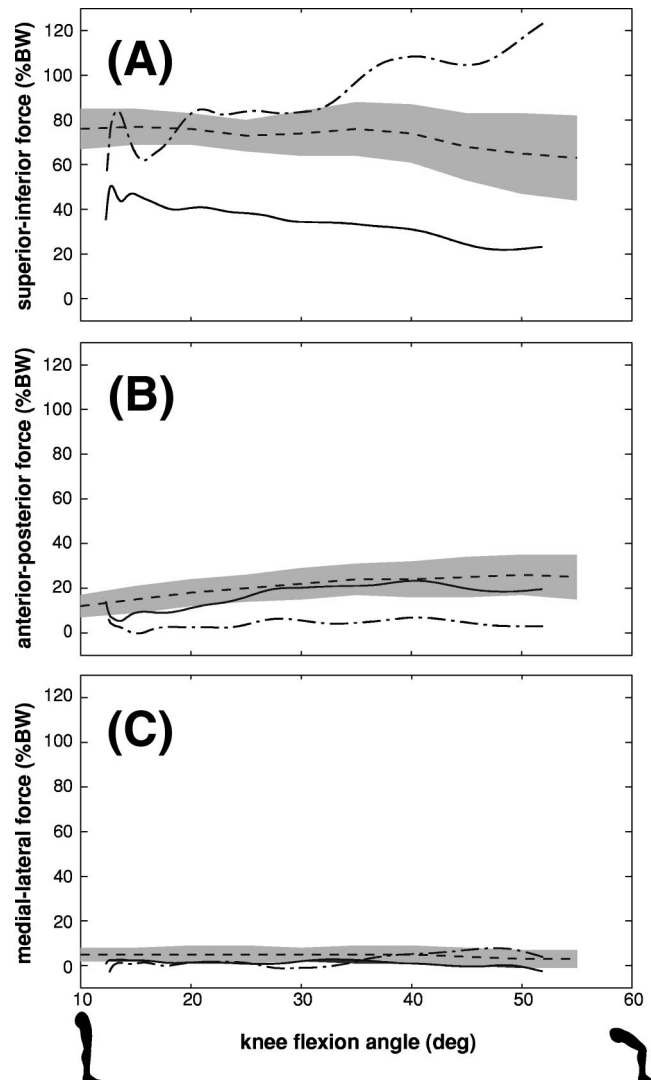 120
100
80
60
40
20
0
superior-inferior force (%BW)
(A)
120
100
80
60
40
20
0
anterior-posterior force (%BW)
(B)
120
100
80
60
40
20
0
medial-lateral force (%BW)
(C)
10 20 30 40 50 60
knee flexion angle (deg)